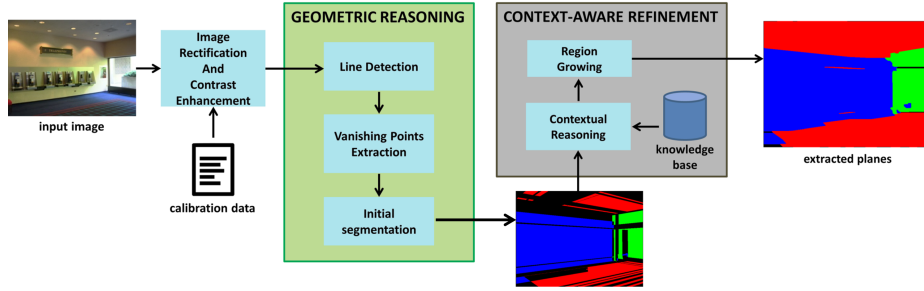 input image
Image
Rectification
And
Contrast
Enhancement
calibration data
GEOMETRIC REASONING
Line Detection
Vanishing Points
Extraction
Initial
segmentation
CONTEXT-AWARE REFINEMENT
Region
Growing
Contextual
Reasoning
knowledge
base
extracted planes